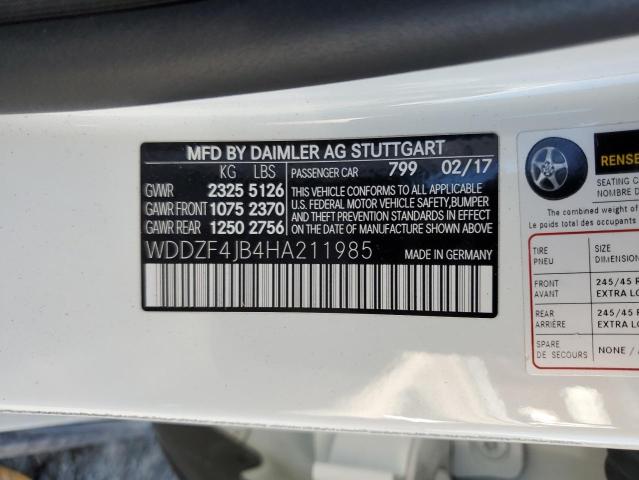 MFD BY DAIMLER AG STUTTGART
KG LBS PASSENGER CAR 799 02/17
GVWR 2325 5126
GAWR FRONT 1075 2370
GAWR REAR 1250 2756
THIS VEHICLE CONFORMS TO ALL APPLICABLE
U.S. FEDERAL MOTOR VEHICLE SAFETY, BUMPER
AND THEFT PREVENTION STANDARDS IN EFFECT
ON THE DATE OF MANUFACTURE SHOWN ABOVE.
WDDZF4JB4HA211985 MADE IN GERMANY
RENSE
SEATING
NOMBRE D
The combined weight of
Le poids total des occupants
TIRE SIZE
PNEU DIMENSION
FRONT 245/45 R
AVANT EXTRA LO
REAR 245/45 R
ARRIÈRE EXTRA LO
SPARE NONE /
DE SECOURS